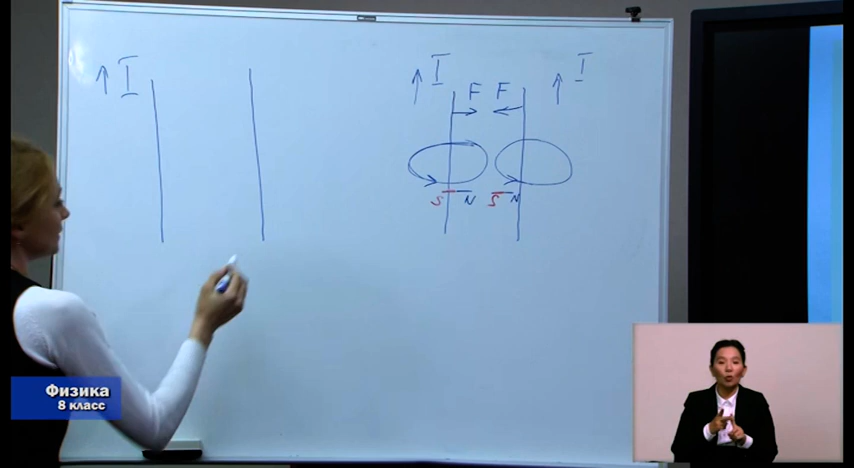 ↑ I
↑ I ↑ I
F F
S N S N
Физика
8 класс